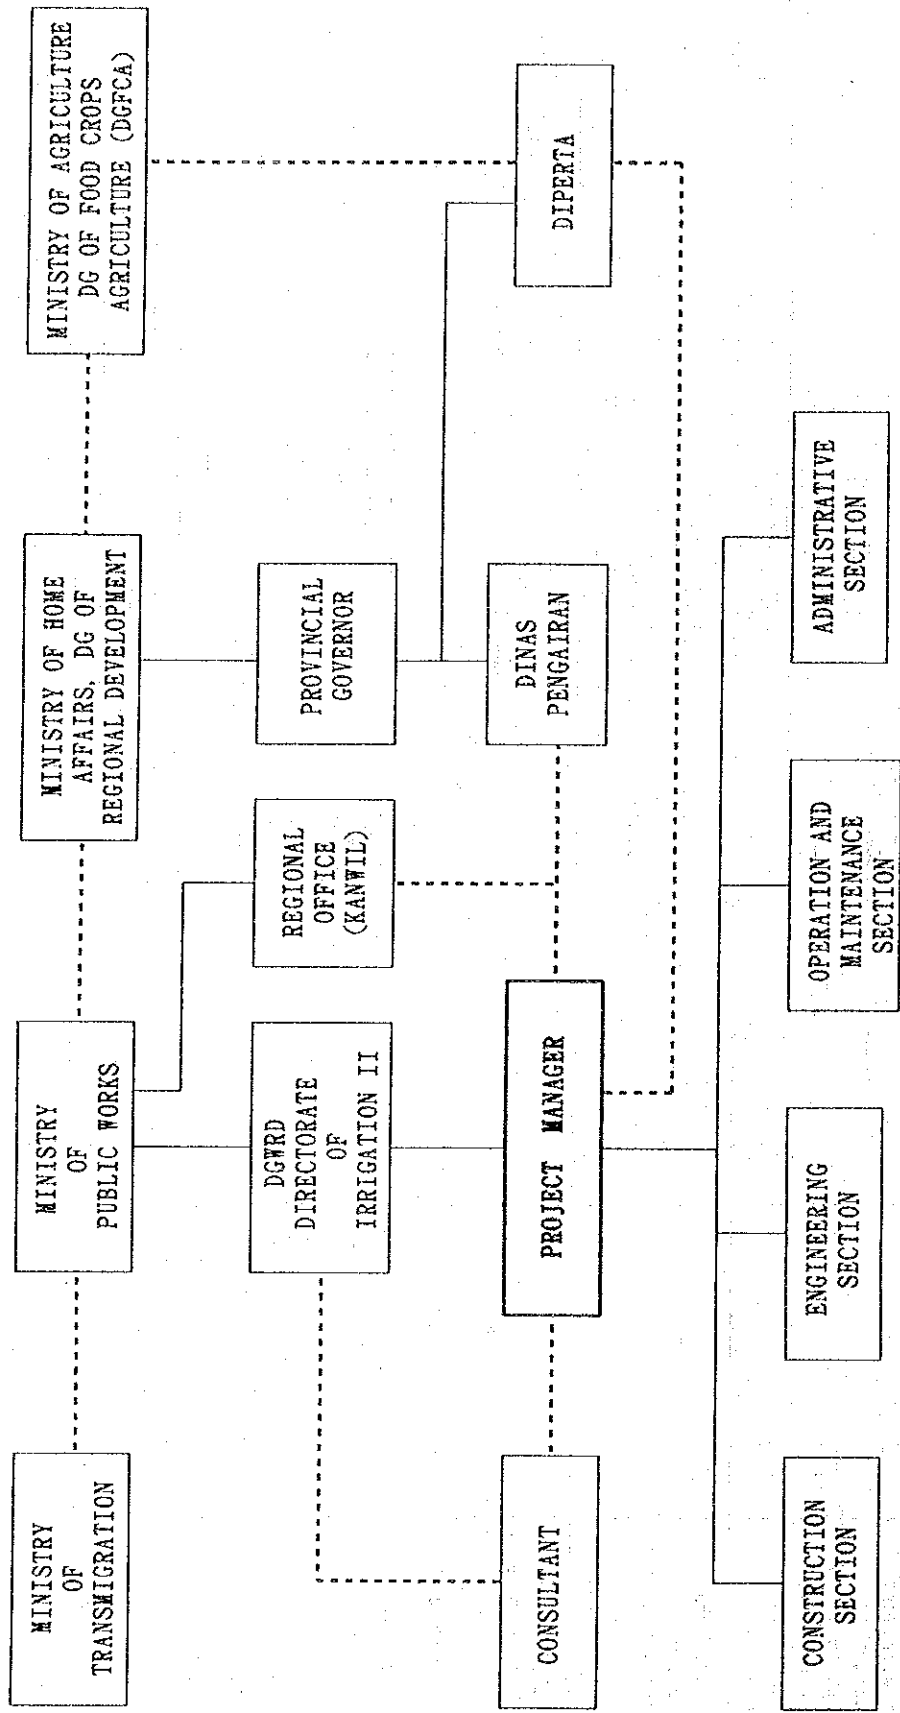 MINISTRY
OF
TRANSMIGRATION
MINISTRY
OF
PUBLIC WORKS
MINISTRY OF HOME
AFFAIRS, DG OF
REGIONAL DEVELOPMENT
MINISTRY OF AGRICULTURE
DG OF FOOD CROPS
AGRICULTURE (DGFCA)
DGWRD
DIRECTORATE
OF
IRRIGATION II
REGIONAL
OFFICE
(KANWIL)
PROVINCIAL
GOVERNOR
CONSULTANT
PROJECT MANAGER
DINAS
PENGAIRAN
DIPERTA
CONSTRUCTION
SECTION
ENGINEERING
SECTION
OPERATION AND
MAINTENANCE
SECTION
ADMINISTRATIVE
SECTION